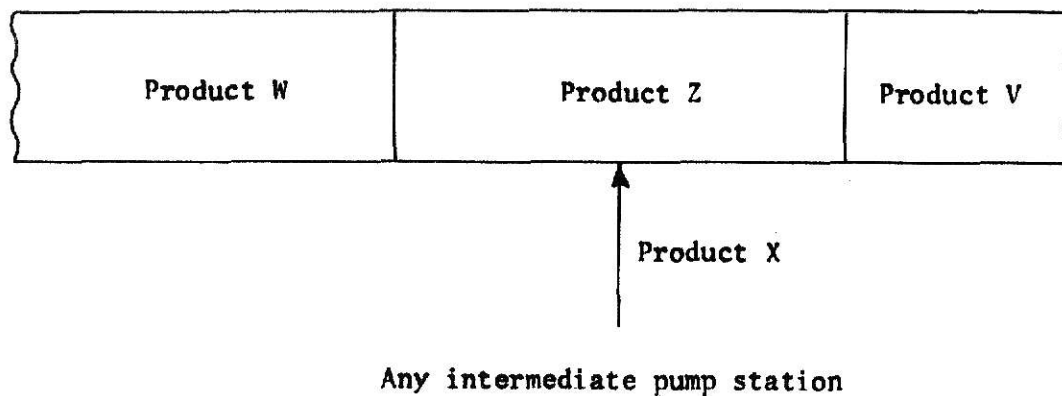 Product W
Product Z
Product V
Product X
Any intermediate pump station